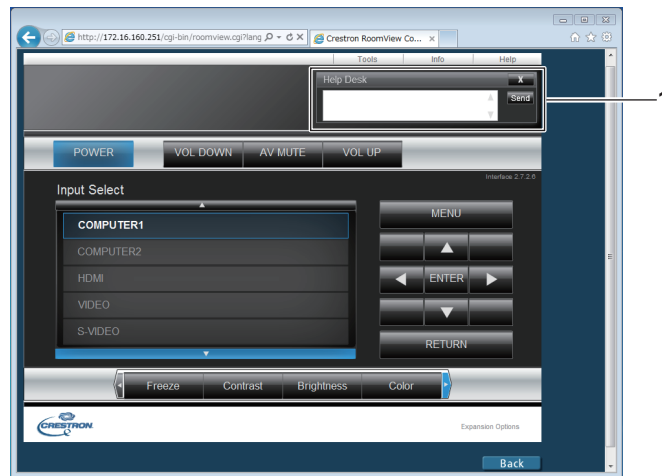 http://172.16.160.251/cgi-bin/roomview.cgi?lang
Crestron RoomView Co...
Tools Info Help
Help Desk X
Send
1
POWER VOL DOWN AV MUTE VOL UP
Interface 2.7.2.6
Input Select
MENU
COMPUTER1
COMPUTER2
HDMI
ENTER
VIDEO
S-VIDEO
RETURN
Freeze Contrast Brightness Color
CRESTRON
Expansion Options
Back